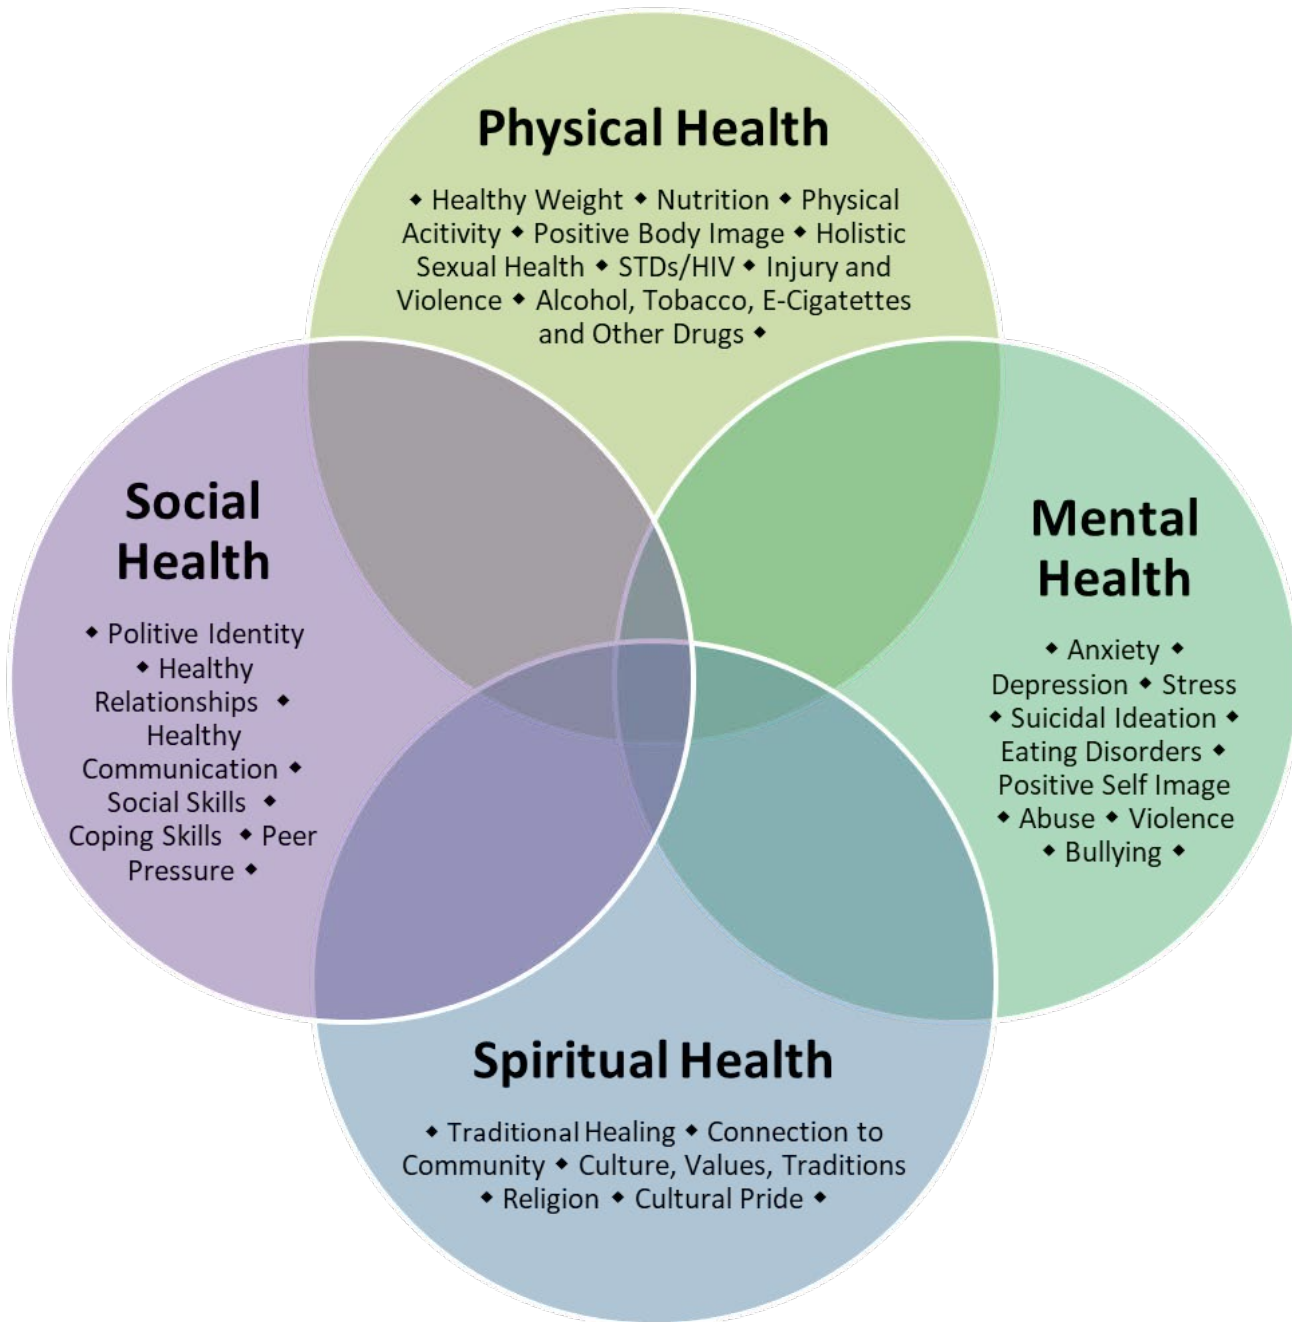 Physical Health
◆ Healthy Weight ◆ Nutrition ◆ Physical
Acitivity ◆ Positive Body Image ◆ Holistic
Sexual Health ◆ STDs/HIV ◆ Injury and
Violence ◆ Alcohol, Tobacco, E-Cigatettes
and Other Drugs ◆
Social
Health
◆ Politive Identity
◆ Healthy
Relationships ◆
Healthy
Communication ◆
Social Skills ◆
Coping Skills ◆ Peer
Pressure ◆
Mental
Health
◆ Anxiety ◆
Depression ◆ Stress
◆ Suicidal Ideation ◆
Eating Disorders ◆
Positive Self Image
◆ Abuse ◆ Violence
◆ Bullying ◆
Spiritual Health
◆ Traditional Healing ◆ Connection to
Community ◆ Culture, Values, Traditions
◆ Religion ◆ Cultural Pride ◆